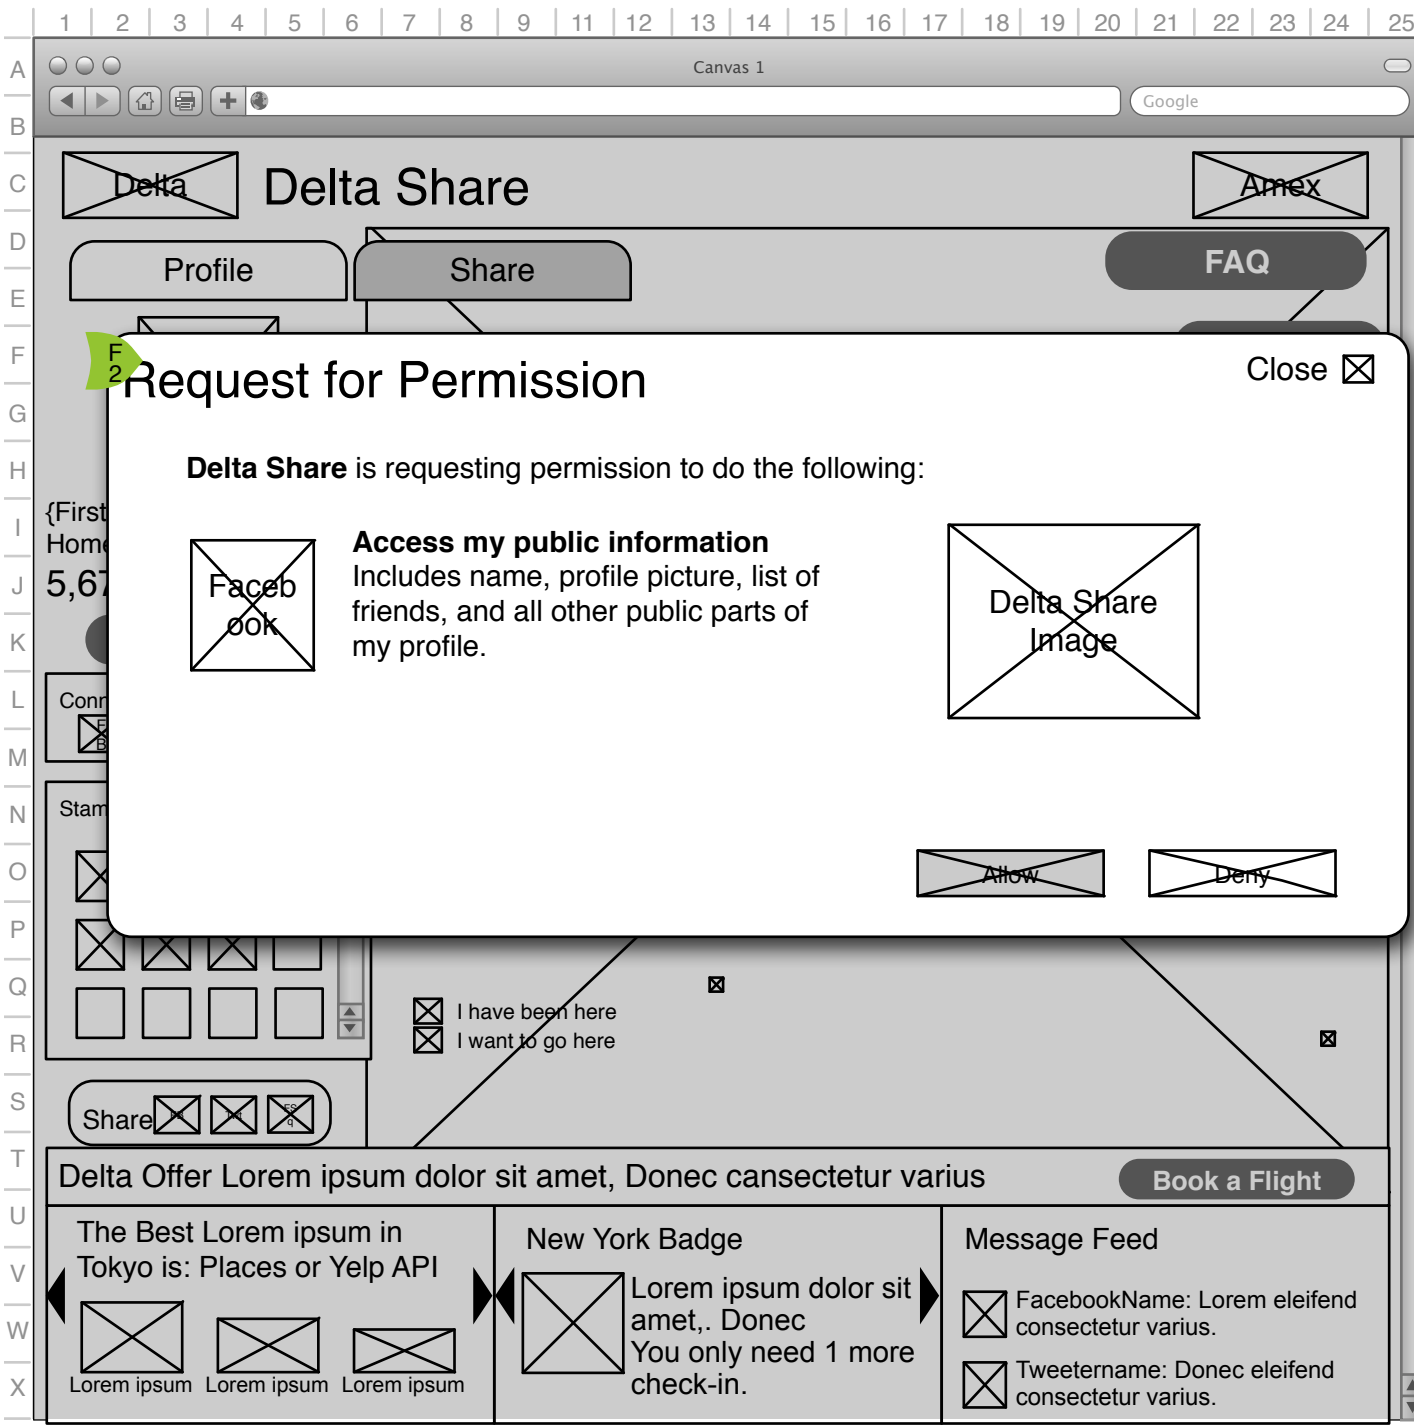 1 2 3 4 5 6 7 8 9 11 12 13 14 15 16 17 18 19 20 21 22 23 24 25
A
B
C
D
E
F
G
H
I
J
K
L
M
N
O
P
Q
R
S
T
U
V
W
X
Canvas 1
Google
Delta
Delta Share
Amex
Profile
Share
FAQ
F
2
Request for Permission
Close
Delta Share is requesting permission to do the following:
{First
Home
5,67
Faceb
ook
Access my public information
Includes name, profile picture, list of
friends, and all other public parts of
my profile.
Delta Share
Image
Conn
F
B
Stam
Allow
Deny
I have been here
I want to go here
Share
FS
q
Delta Offer Lorem ipsum dolor sit amet, Donec cansectetur varius
Book a Flight
The Best Lorem ipsum in
Tokyo is: Places or Yelp API
Lorem ipsum Lorem ipsum Lorem ipsum
New York Badge
Lorem ipsum dolor sit
amet,. Donec
You only need 1 more
check-in.
Message Feed
FacebookName: Lorem eleifend
consectetur varius.
Tweetername: Donec eleifend
consectetur varius.